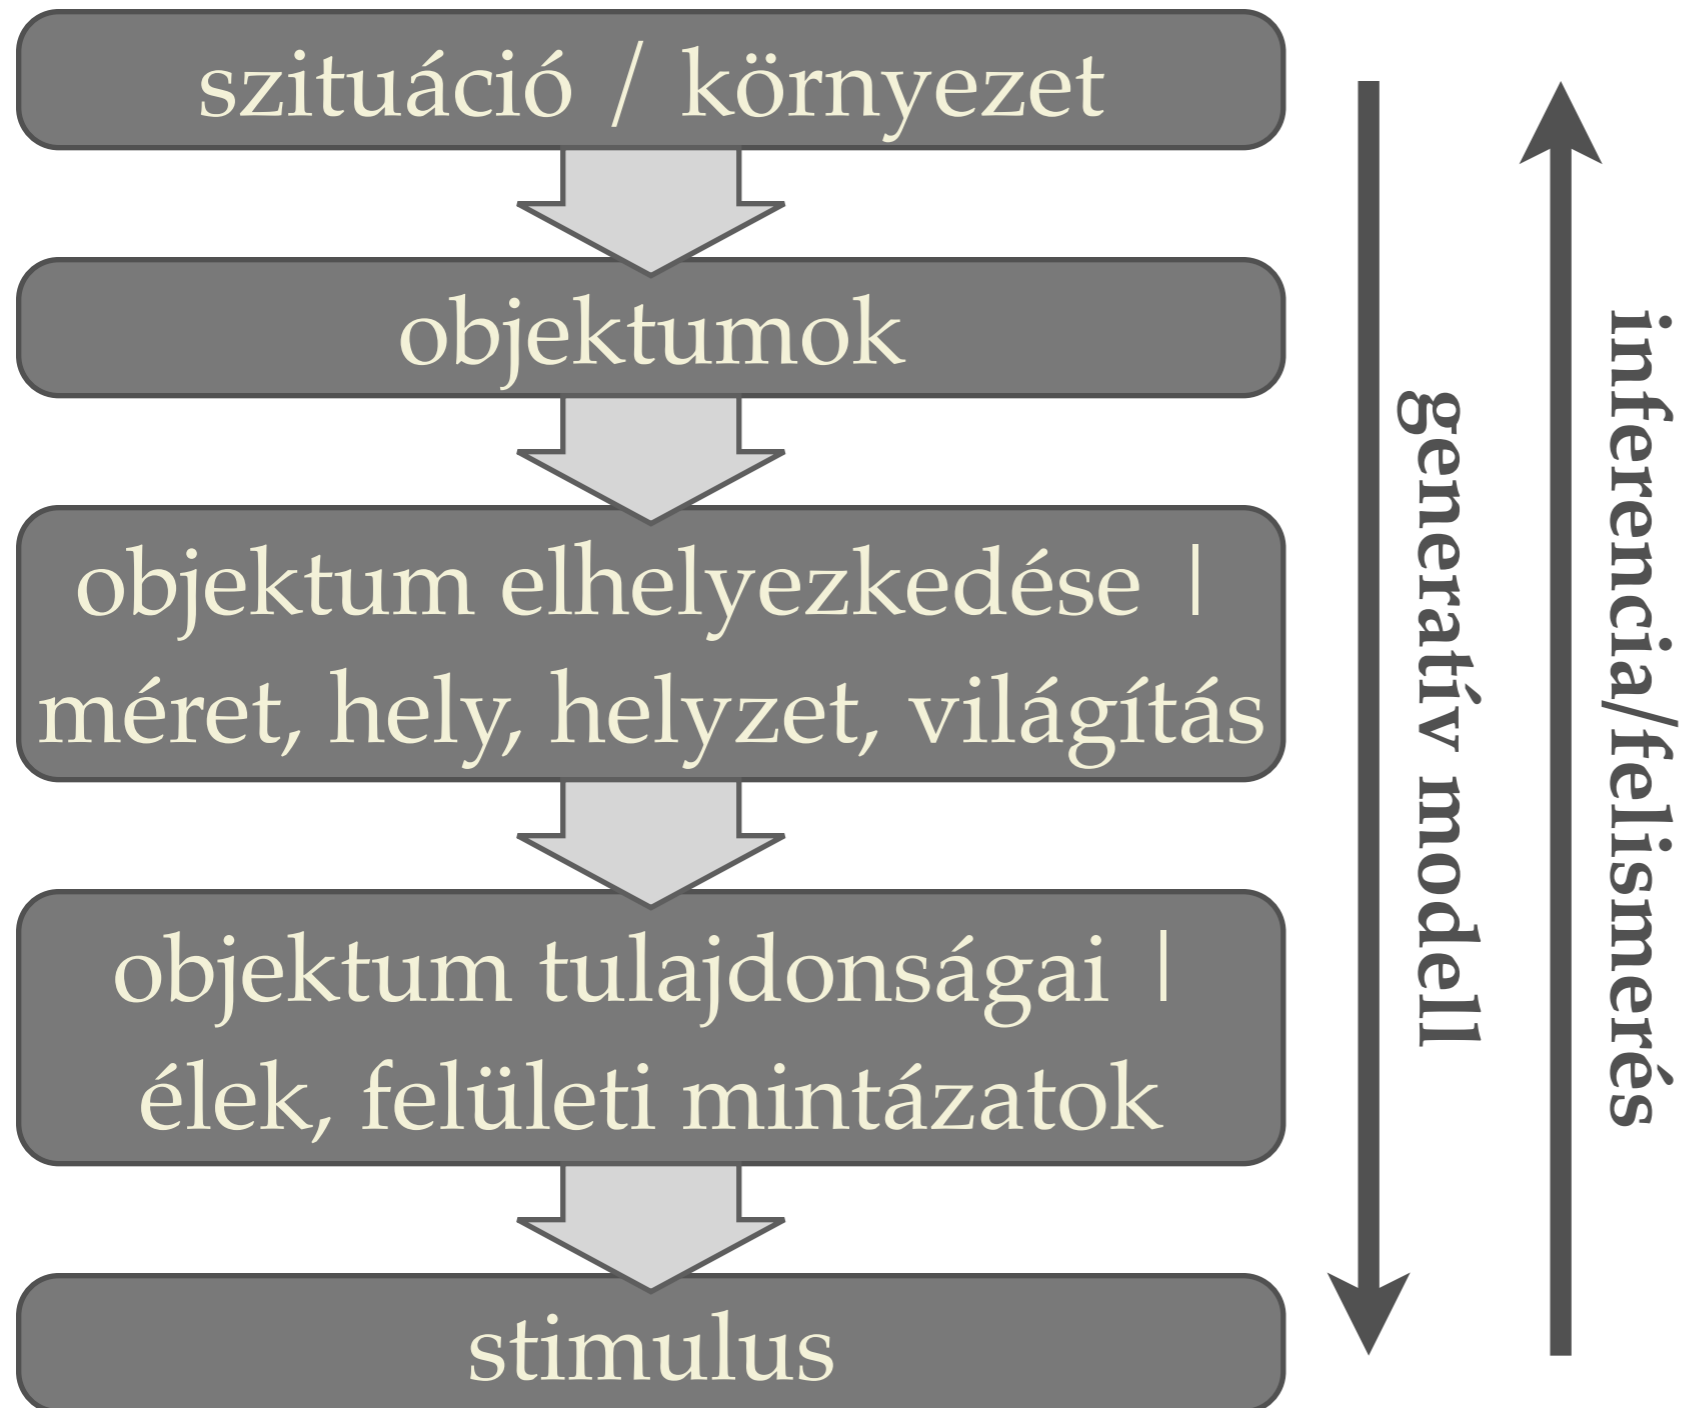 szituáció / környezet
objektumok
objektum elhelyezkedése |
méret, hely, helyzet, világítás
objektum tulajdonságai |
élek, felületi mintázatok
stimulus
generatív modell
inferencia/felismerés